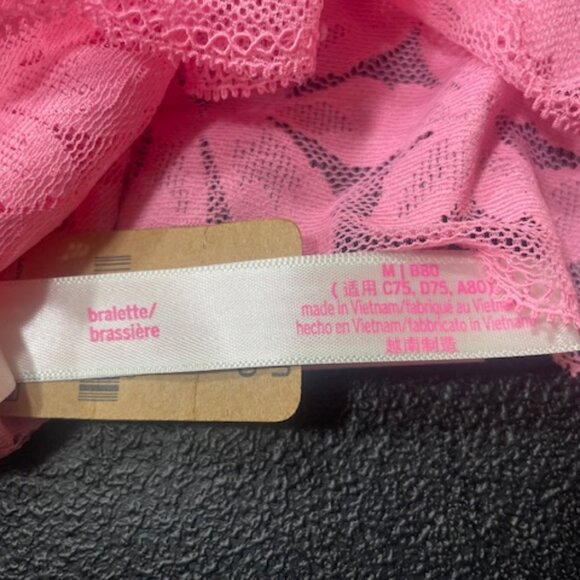 bralette/
brassière
M | B80
(适用 C75, D75, A80)
made in Vietnam/fabriqué au Vietnam
hecho en Vietnam/fabbricato in Vietnam
越南制造